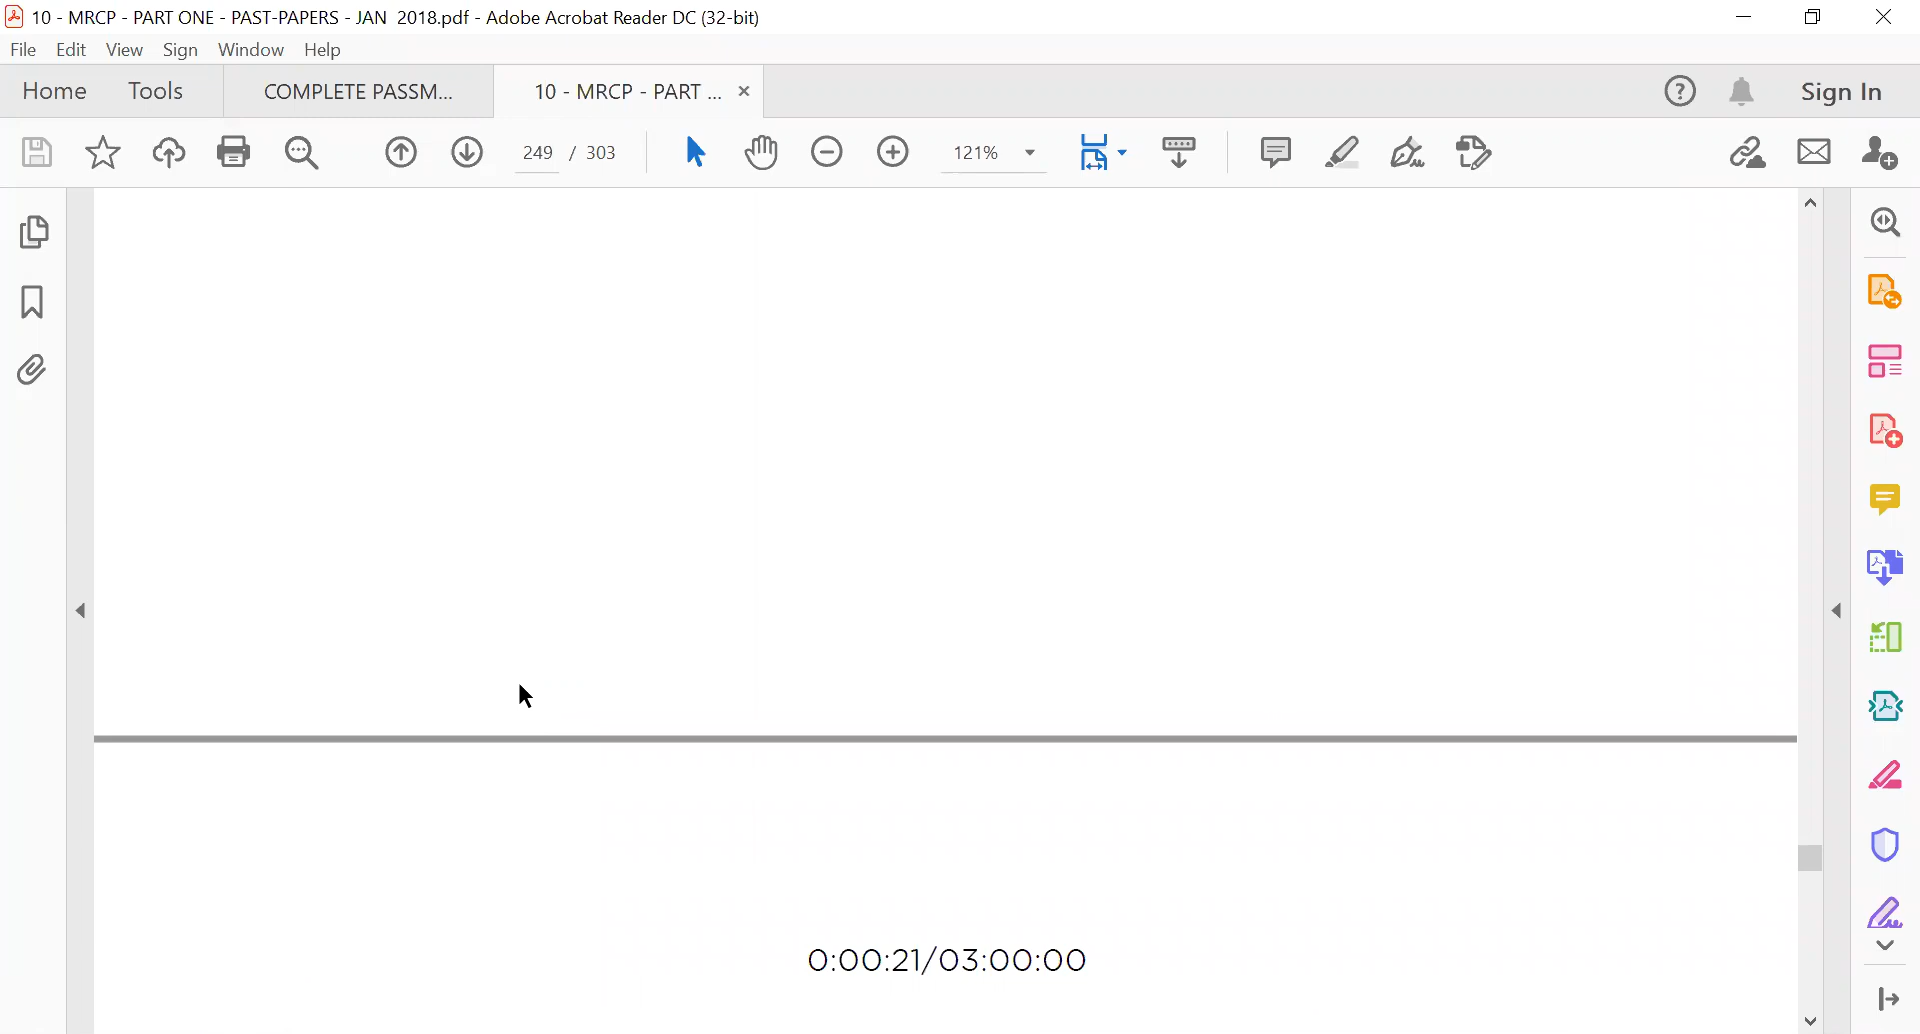 10 - MRCP - PART ONE - PAST-PAPERS - JAN  2018.pdf - Adobe Acrobat Reader DC (32-bit)
File Edit View Sign Window Help
Home Tools COMPLETE PASSM... 10 - MRCP - PART ... Sign In
249 / 303 121%
0:00:21/03:00:00